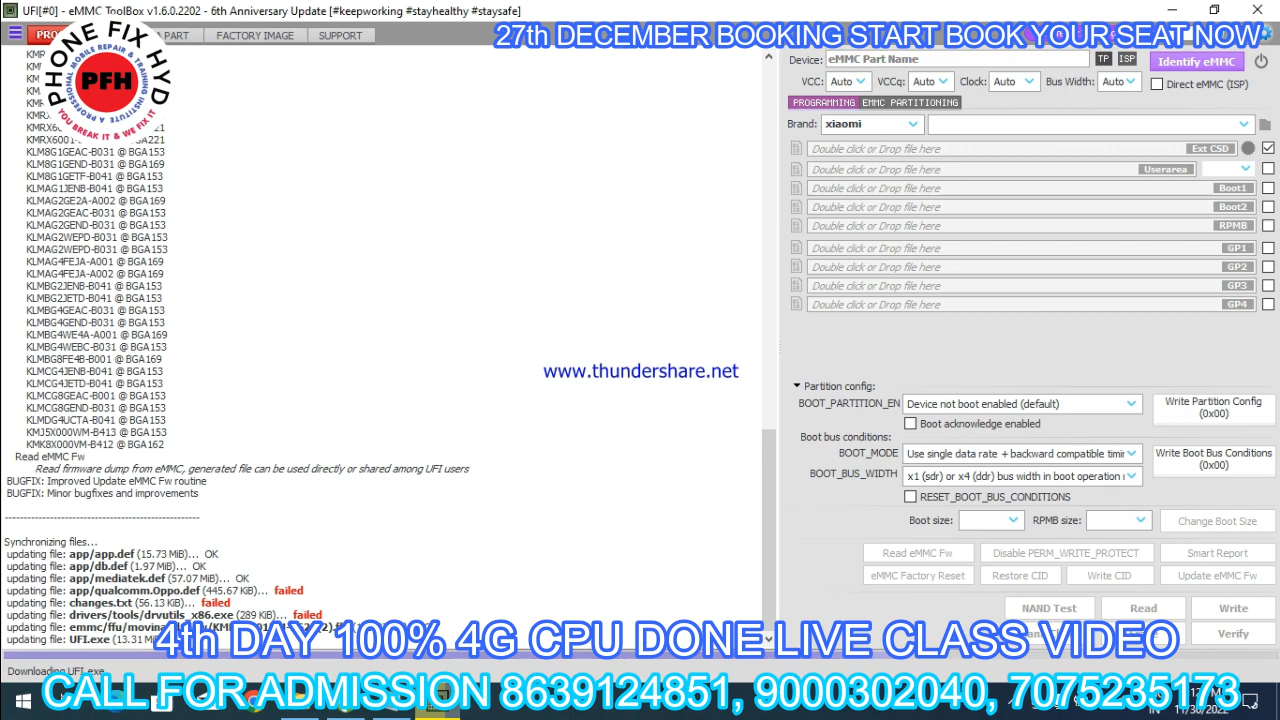 UFI[#0] - eMMC ToolBox v1.6.0.2202 - 6th Anniversary Update [#keepworking #stayhealthy #staysafe]
27th DECEMBER BOOKING START BOOK YOUR SEAT NOW
PART
FACTORY IMAGE
SUPPORT
PHONE FIX HYD
MOBILE REPAIR & TRAINING INSTITUTE
PFH
YOU BREAK IT & WE FIX IT
KLM8G1GEAC-B031 @ BGA153
KLM8G1GEND-B031 @ BGA169
KLM8G1GETF-B041 @ BGA153
KLMAG1JENB-B041 @ BGA153
KLMAG2GE2A-A002 @ BGA169
KLMAG2GEAC-B031 @ BGA153
KLMAG2GEND-B031 @ BGA153
KLMAG2WEPD-B031 @ BGA153
KLMAG2WEPD-B031 @ BGA153
KLMAG4FEJA-A001 @ BGA169
KLMAG4FEJA-A002 @ BGA169
KLMBG2JENB-B041 @ BGA153
KLMBG2JETD-B041 @ BGA153
KLMBG4GEAC-B031 @ BGA153
KLMBG4GEND-B031 @ BGA153
KLMBG4WE4A-A001 @ BGA169
KLMBG4WEBC-B031 @ BGA153
KLMBG8FE4B-B001 @ BGA169
KLMCG4JENB-B041 @ BGA153
KLMCG4JETD-B041 @ BGA153
KLMCG8GEAC-B001 @ BGA153
KLMCG8GEND-B031 @ BGA153
KLMDG4UCTA-B041 @ BGA153
KMJ5X000WM-B413 @ BGA153
KMK8X000VM-B412 @ BGA162
Read eMMC Fw
Read firmware dump from eMMC, generated file can be used directly or shared among UFI users
BUGFIX: Improved Update eMMC Fw routine
BUGFIX: Minor bugfixes and improvements
Synchronizing files...
updating file: app/app.def (15.73 MiB)... OK
updating file: app/db.def (1.97 MiB)... OK
updating file: app/mediatek.def (57.07 MiB)... OK
updating file: app/qualcomm.Oppo.def (445.67 KiB)... failed
changes.txt (56.13 KiB)... failed
updating file: drivers/tools/drvutils_x86.exe (289 KiB)... failed
updating file:
updating file: UFI.exe (13.31
Downloading UFI.exe
www.thundershare.net
Device: eMMC Part Name TP ISP Identify eMMC
VCC: Auto VCCq: Auto Clock: Auto Bus Width: Auto Direct eMMC (ISP)
PROGRAMMING EMMC PARTITIONING
Brand: xiaomi
Double click or Drop file here Ext CSD
Double click or Drop file here Userarea
Double click or Drop file here Boot1
Double click or Drop file here Boot2
Double click or Drop file here RPMB
Double click or Drop file here GP1
Double click or Drop file here GP2
Double click or Drop file here GP3
Double click or Drop file here GP4
Partition config:
BOOT_PARTITION_EN Device not boot enabled (default) Write Partition Config (0x00)
Boot acknowledge enabled
Boot bus conditions:
BOOT_MODE Use single data rate + backward compatible timin Write Boot Bus Conditions (0x00)
BOOT_BUS_WIDTH x1 (sdr) or x4 (ddr) bus width in boot operation
RESET_BOOT_BUS_CONDITIONS
Boot size: RPMB size: Change Boot Size
Read eMMC Fw Disable PERM_WRITE_PROTECT Smart Report
eMMC Factory Reset Restore CID Write CID Update eMMC Fw
NAND Test Read Write
Verify
4th DAY 100% 4G CPU DONE LIVE CLASS VIDEO
CALL FOR ADMISSION 8639124851, 9000302040, 7075235173
IN 11/30/2022